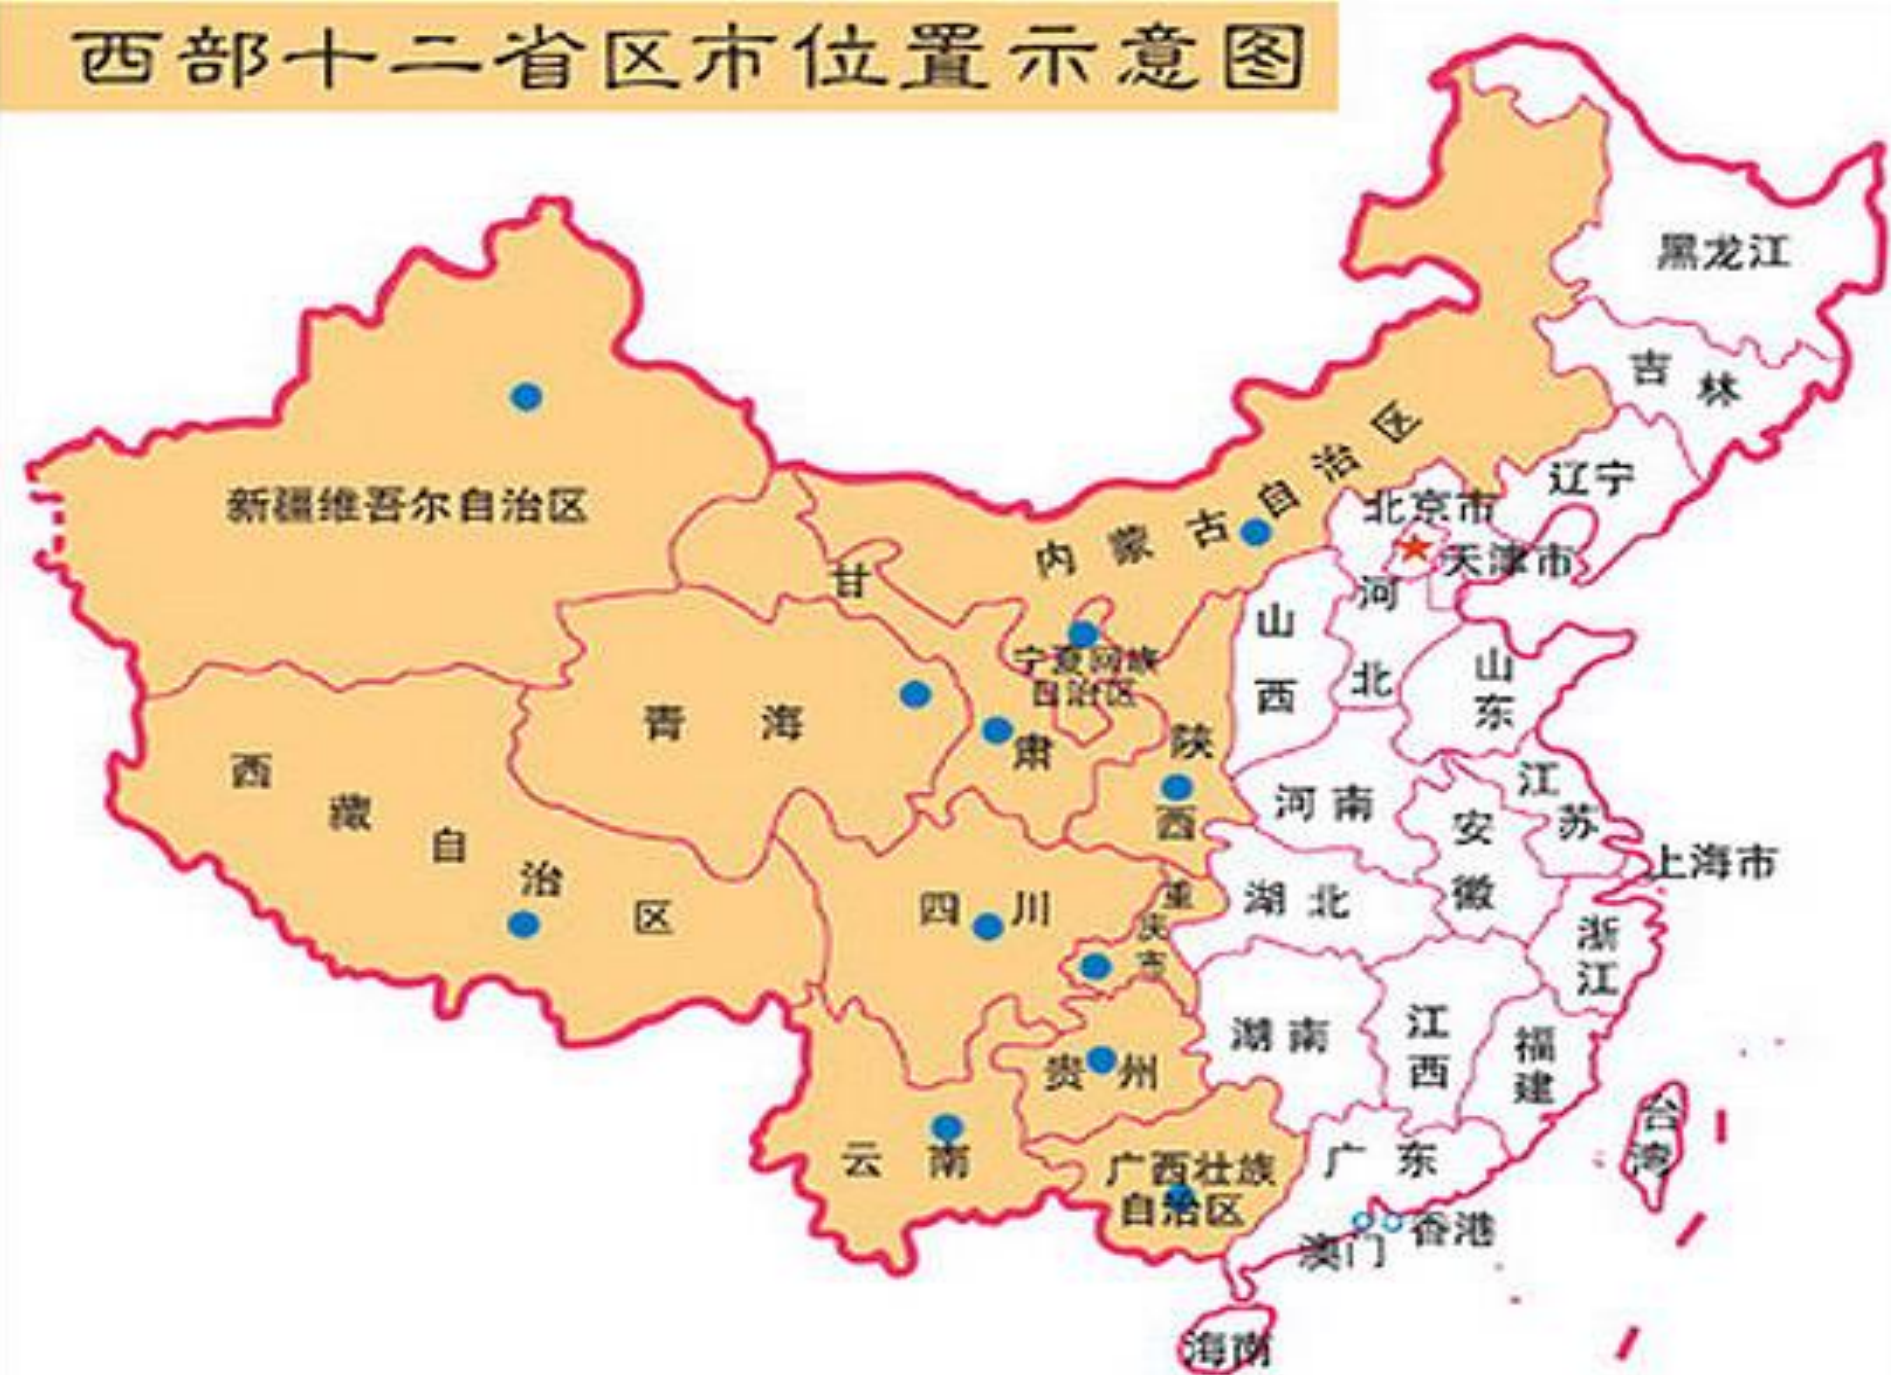 西部十二省区市位置示意图
黑龙江
吉林
辽宁
内蒙古自治区
北京市
天津市
新疆维吾尔自治区
甘肃
河北
山西
山东
宁夏回族
自治区
青海
陕西
西藏自治区
河南
江苏
安徽
上海市
四川
重庆市
湖北
浙江
湖南
江西
福建
贵州
云南
广西壮族
自治区
广东
台湾
香港
澳门
海南